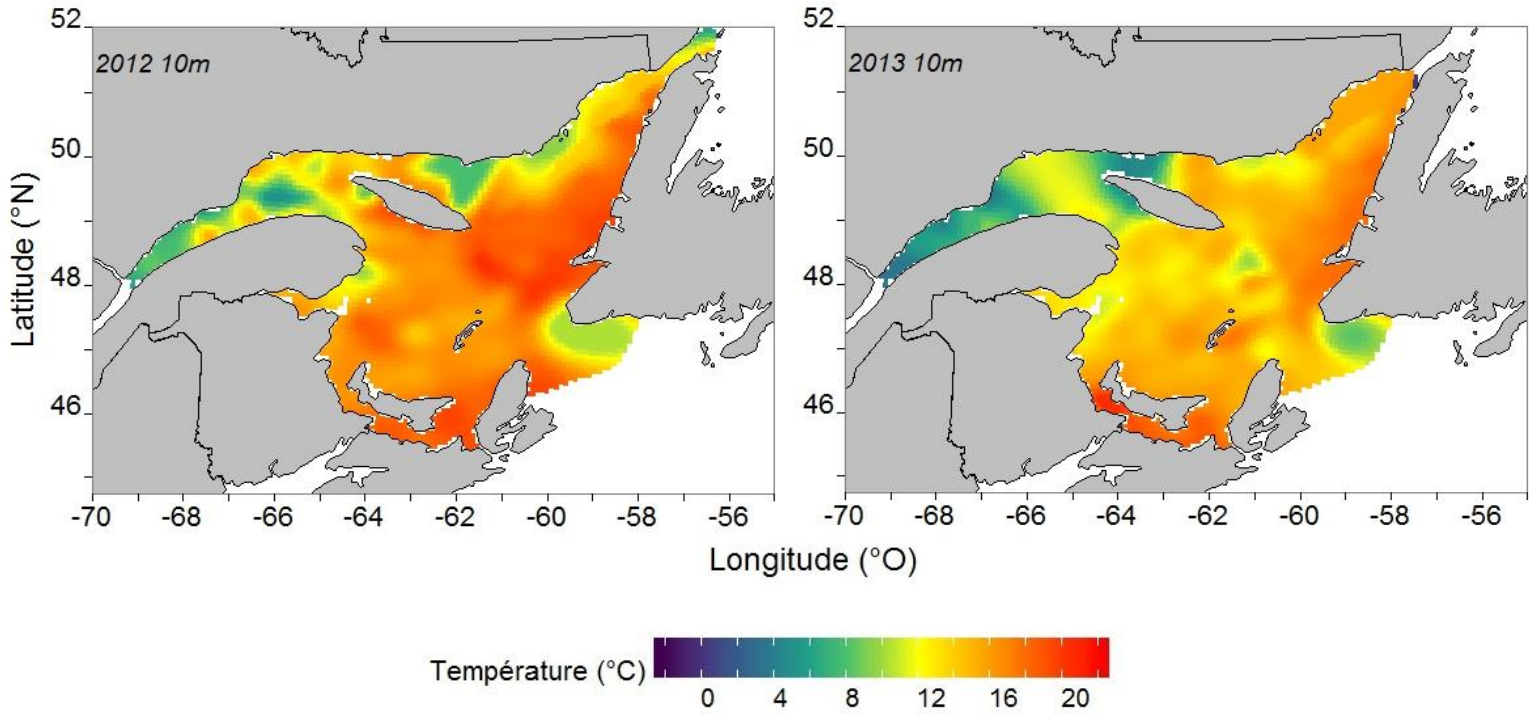 52
50
48
46
Latitude (°N)
2012 10m
-70 -68 -66 -64 -62 -60 -58 -56
52
50
48
46
2013 10m
-70 -68 -66 -64 -62 -60 -58 -56
Longitude (°O)
Température (°C)
0 4 8 12 16 20